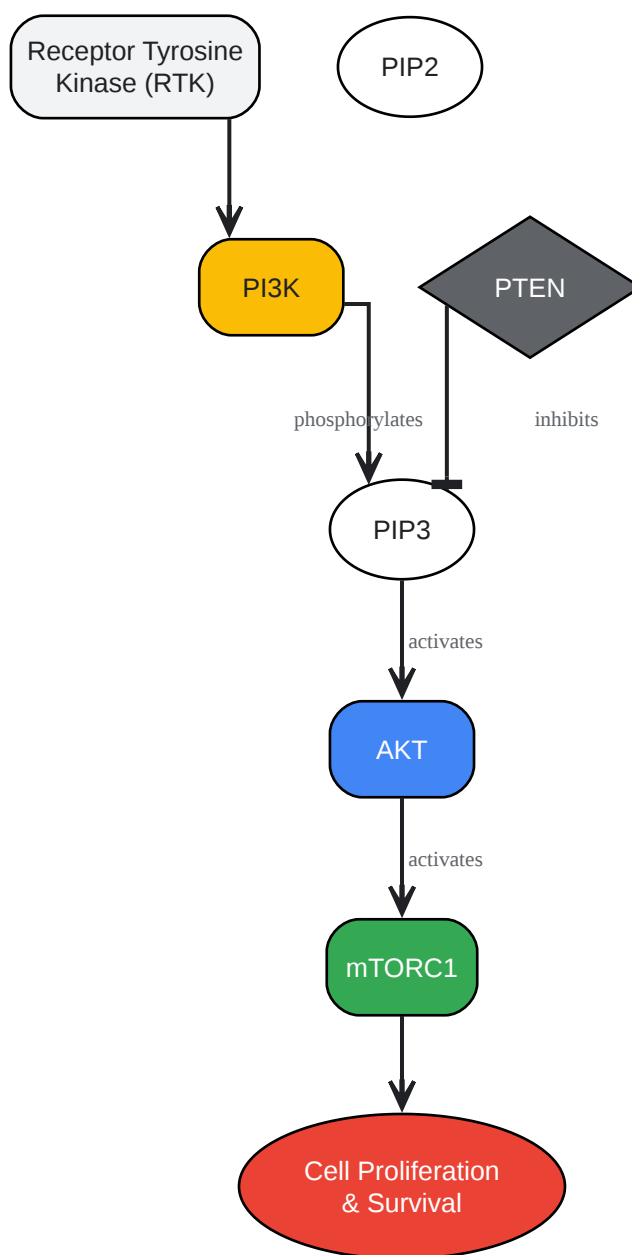 Receptor Tyrosine
Kinase (RTK)
PIP2
PI3K
PTEN
phosphorylates
inhibits
PIP3
activates
AKT
activates
mTORC1
Cell Proliferation
& Survival